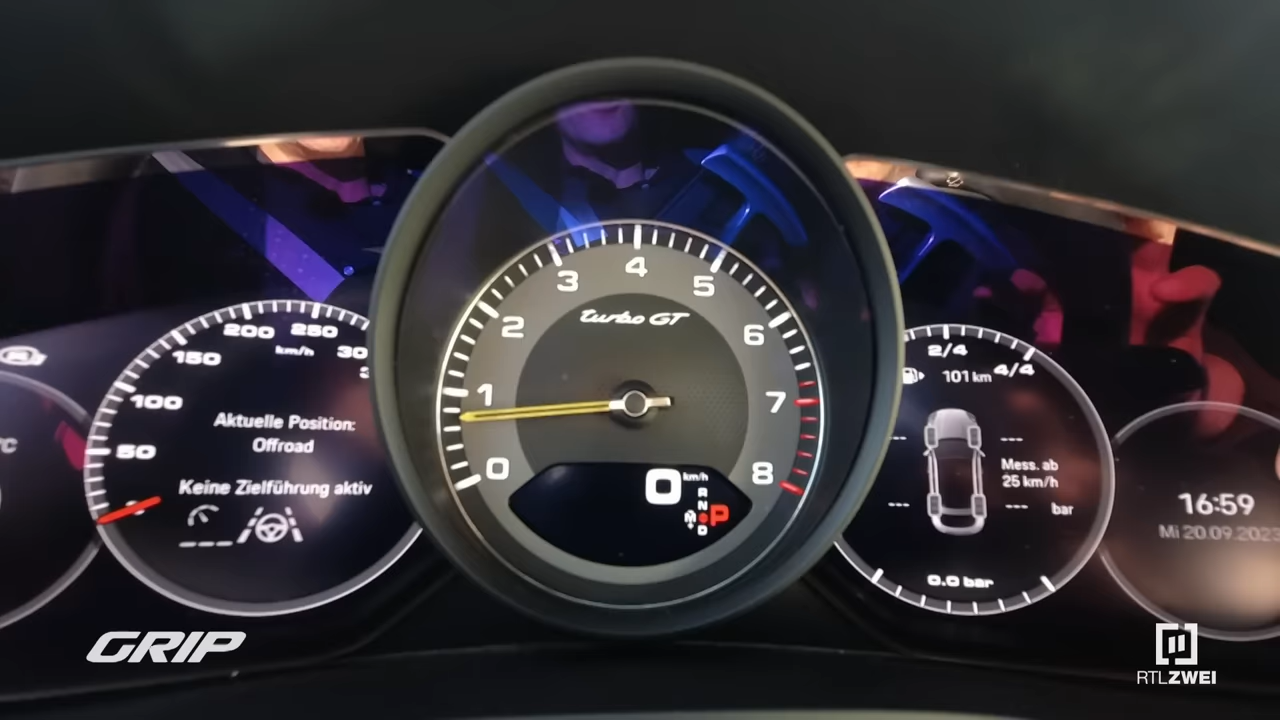 turbo GT
0
1
2
3
4
5
6
7
8
0 km/h
R
N
P
D
M
50
100
150
200
250
30
km/h
Aktuelle Position:
Offroad
Keine Zielführung aktiv
°C
2/4
4/4
101 km
---
---
Mess. ab
25 km/h
--- bar
---
0.0 bar
16:59
Mi 20.09.2023
GRIP
RTLZWEI